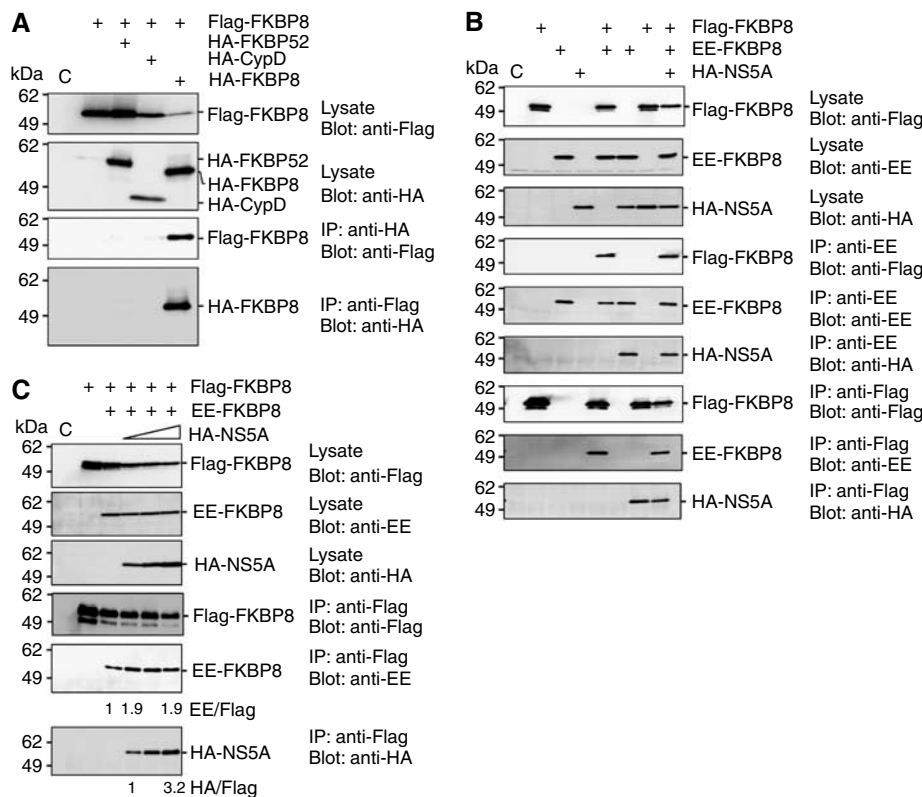 A
+ + + + Flag-FKBP8
+ HA-FKBP52
+ HA-CypD
+ HA-FKBP8
kDa C
62
49
Flag-FKBP8
Lysate
Blot: anti-Flag
62
49
HA-FKBP52
HA-FKBP8
HA-CypD
Lysate
Blot: anti-HA
62
49
Flag-FKBP8
IP: anti-HA
Blot: anti-Flag
62
49
HA-FKBP8
IP: anti-Flag
Blot: anti-HA
B
+ + + + Flag-FKBP8
+ + + + EE-FKBP8
+ + HA-NS5A
kDa C
62
49
Flag-FKBP8
Lysate
Blot: anti-Flag
62
49
EE-FKBP8
Lysate
Blot: anti-EE
62
49
HA-NS5A
Lysate
Blot: anti-HA
62
49
Flag-FKBP8
IP: anti-EE
Blot: anti-Flag
62
49
EE-FKBP8
IP: anti-EE
Blot: anti-EE
62
49
HA-NS5A
IP: anti-EE
Blot: anti-HA
62
49
Flag-FKBP8
IP: anti-Flag
Blot: anti-Flag
62
49
EE-FKBP8
IP: anti-Flag
Blot: anti-EE
62
49
HA-NS5A
IP: anti-Flag
Blot: anti-HA
C
+ + + + + Flag-FKBP8
+ + + + EE-FKBP8
HA-NS5A
kDa C
62
49
Flag-FKBP8
Lysate
Blot: anti-Flag
62
49
EE-FKBP8
Lysate
Blot: anti-EE
62
49
HA-NS5A
Lysate
Blot: anti-HA
62
49
Flag-FKBP8
IP: anti-Flag
Blot: anti-Flag
62
49
EE-FKBP8
IP: anti-Flag
Blot: anti-EE
1 1.9 1.9 EE/Flag
62
49
HA-NS5A
IP: anti-Flag
Blot: anti-HA
1 3.2 HA/Flag